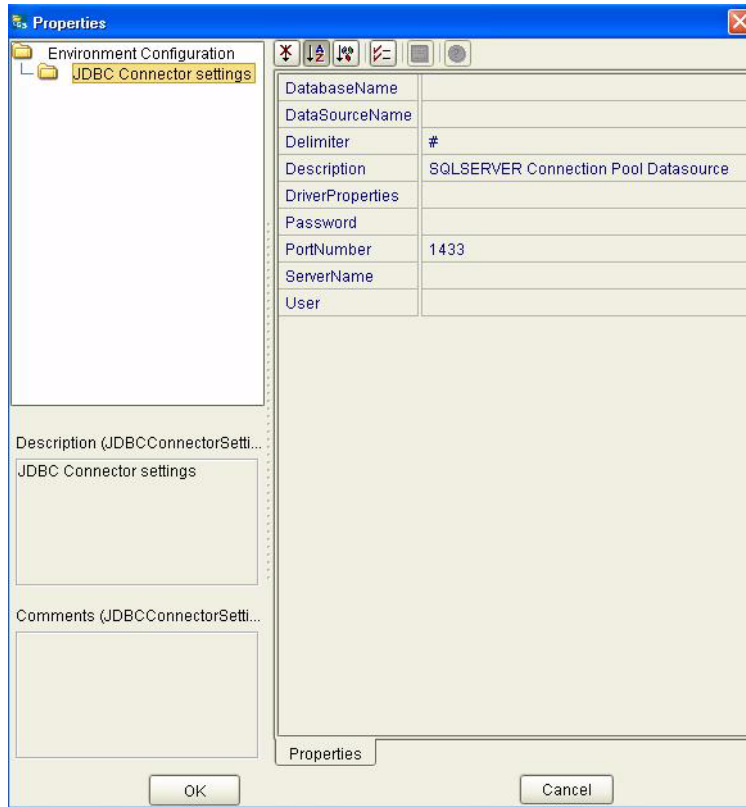 Properties
Environment Configuration
JDBC Connector settings
DatabaseName
DataSourceName
Delimiter #
Description SQLSERVER Connection Pool Datasource
DriverProperties
Password
PortNumber 1433
ServerName
User
Description (JDBCConnectorSetti...
JDBC Connector settings
Comments (JDBCConnectorSetti...
Properties
OK Cancel